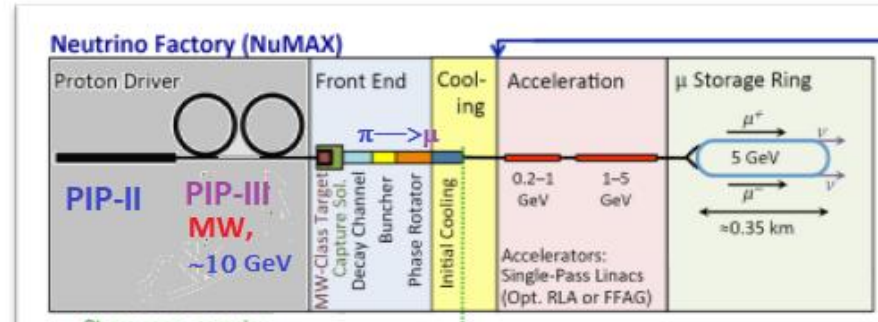 Neutrino Factory (NuMAX)
Proton Driver
PIP-II
PIP-III
MW,
~10 GeV
Front End
π—>μ
MW-Class Target
Capture Sol.
Decay Channel
Buncher
Phase Rotator
Cool-
ing
Initial Cooling
Acceleration
0.2–1
GeV
1–5
GeV
Accelerators:
Single-Pass Linacs
(Opt. RLA or FFAG)
μ Storage Ring
μ⁺
ν
5 GeV
μ⁻
ν
≈0.35 km